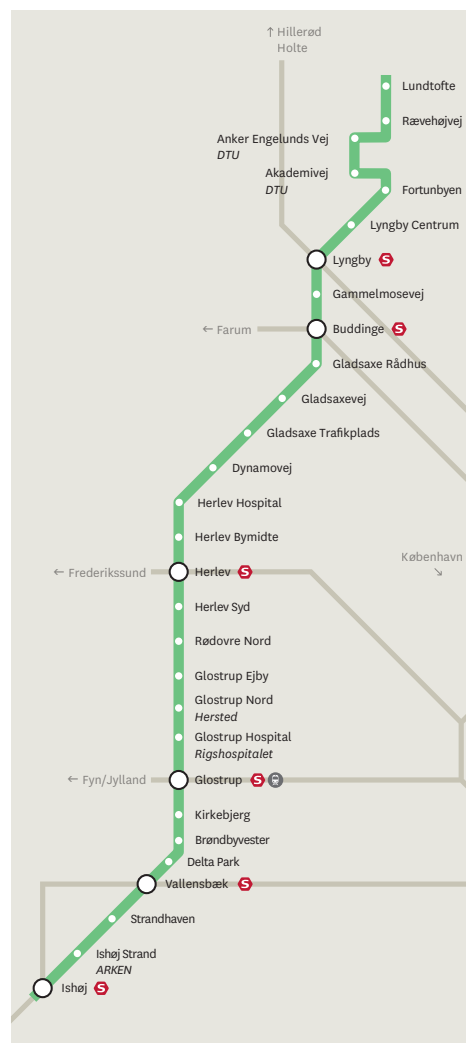 ↑ Hillerød
Holte
Lundtofte
Rævehøjvej
Anker Engelunds Vej
DTU
Akademivej
DTU
Fortunbyen
Lyngby Centrum
Lyngby S
Gammelmosevej
← Farum
Buddinge S
Gladsaxe Rådhus
Gladsaxevej
Gladsaxe Trafikplads
Dynamovej
Herlev Hospital
Herlev Bymidte
København
↘
← Frederikssund
Herlev S
Herlev Syd
Rødovre Nord
Glostrup Ejby
Glostrup Nord
Hersted
Glostrup Hospital
Rigshospitalet
← Fyn/Jylland
Glostrup S
Kirkebjerg
Brøndbyvester
Delta Park
Vallensbæk S
Strandhaven
Ishøj Strand
ARKEN
Ishøj S